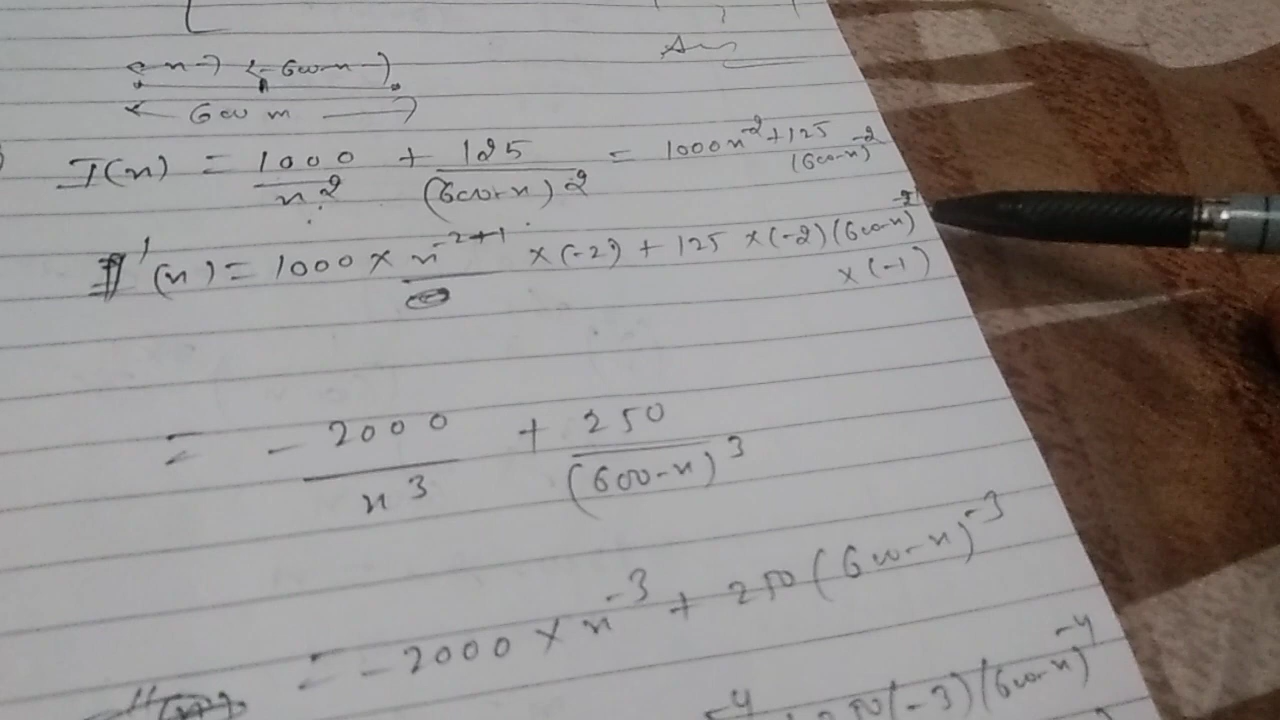 Ans
← x → ← 600-x →
← 600 m →
I(x) = 1000/x² + 125/(600-x)² = 1000x⁻² + 125(600-x)⁻²
I'(x) = 1000 × x⁻²⁺¹ × (-2) + 125 × (-2)(600-x)
× (-1)
= - 2000/x³ + 250/(600-x)³
= -2000 × x⁻³ + 250(600-x)⁻³
⁻⁴ (-3)(600-x)⁻⁴